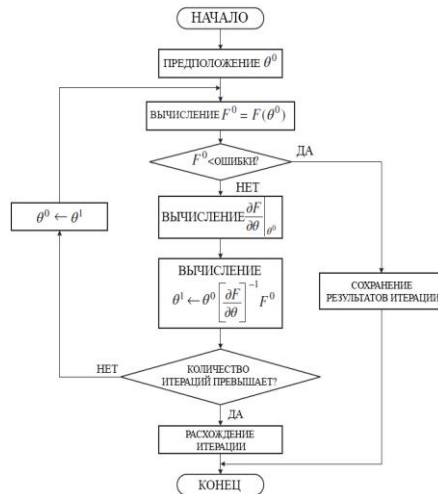 НАЧАЛО
ПРЕДПОЛОЖЕНИЕ θ⁰
ВЫЧИСЛЕНИЕ F⁰ = F(θ⁰)
F⁰<ОШИБКИ?
ДА
НЕТ
ВЫЧИСЛЕНИЕ ∂F/∂θ|θ⁰
θ⁰ ← θ¹
ВЫЧИСЛЕНИЕ
θ¹ ← θ⁰ [∂F/∂θ]⁻¹ F⁰
СОХРАНЕНИЕ
РЕЗУЛЬТАТОВ ИТЕРАЦИИ
НЕТ
КОЛИЧЕСТВО
ИТЕРАЦИЙ ПРЕВЫШАЕТ?
ДА
РАСХОЖДЕНИЕ
ИТЕРАЦИИ
КОНЕЦ